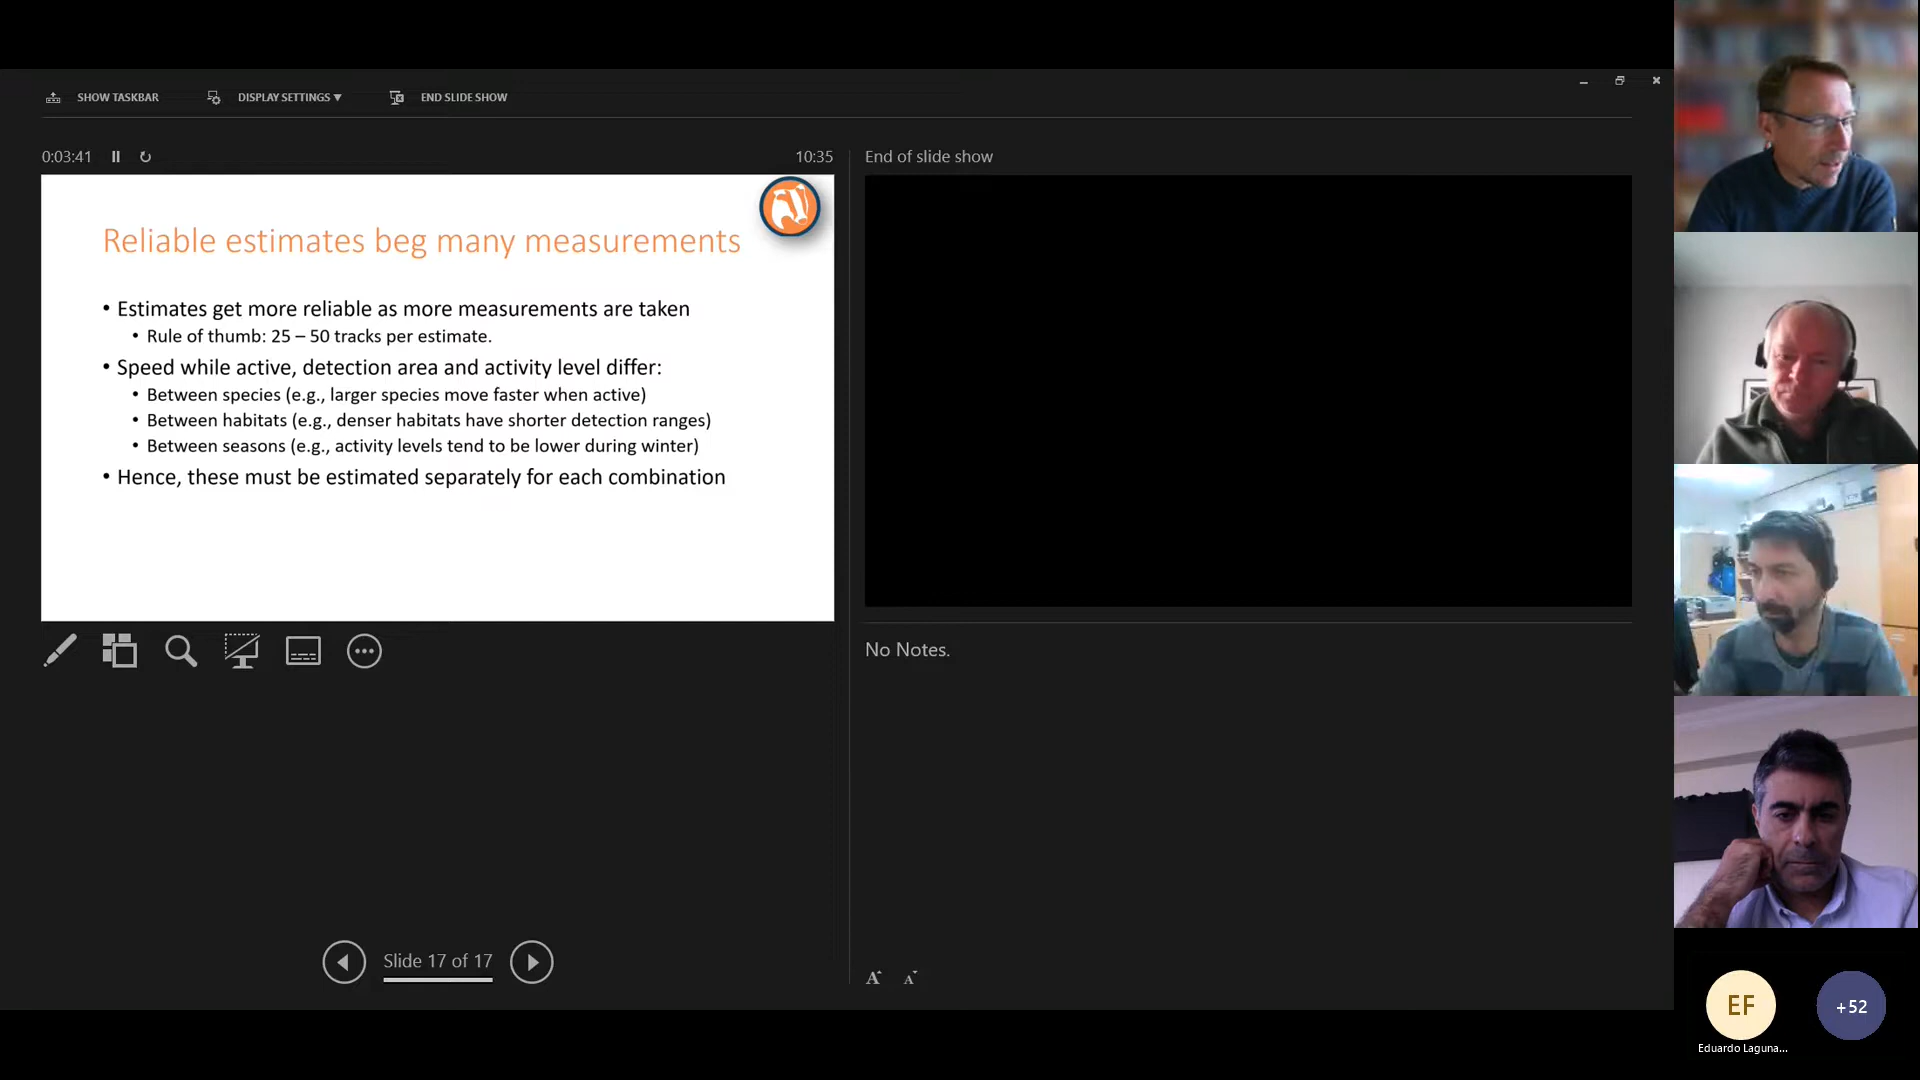 SHOW TASKBAR
DISPLAY SETTINGS ▼
END SLIDE SHOW
0:03:41
10:35
End of slide show
Reliable estimates beg many measurements
• Estimates get more reliable as more measurements are taken
• Rule of thumb: 25 – 50 tracks per estimate.
• Speed while active, detection area and activity level differ:
• Between species (e.g., larger species move faster when active)
• Between habitats (e.g., denser habitats have shorter detection ranges)
• Between seasons (e.g., activity levels tend to be lower during winter)
• Hence, these must be estimated separately for each combination
No Notes.
Slide 17 of 17
A A
EF
+52
Eduardo Laguna...